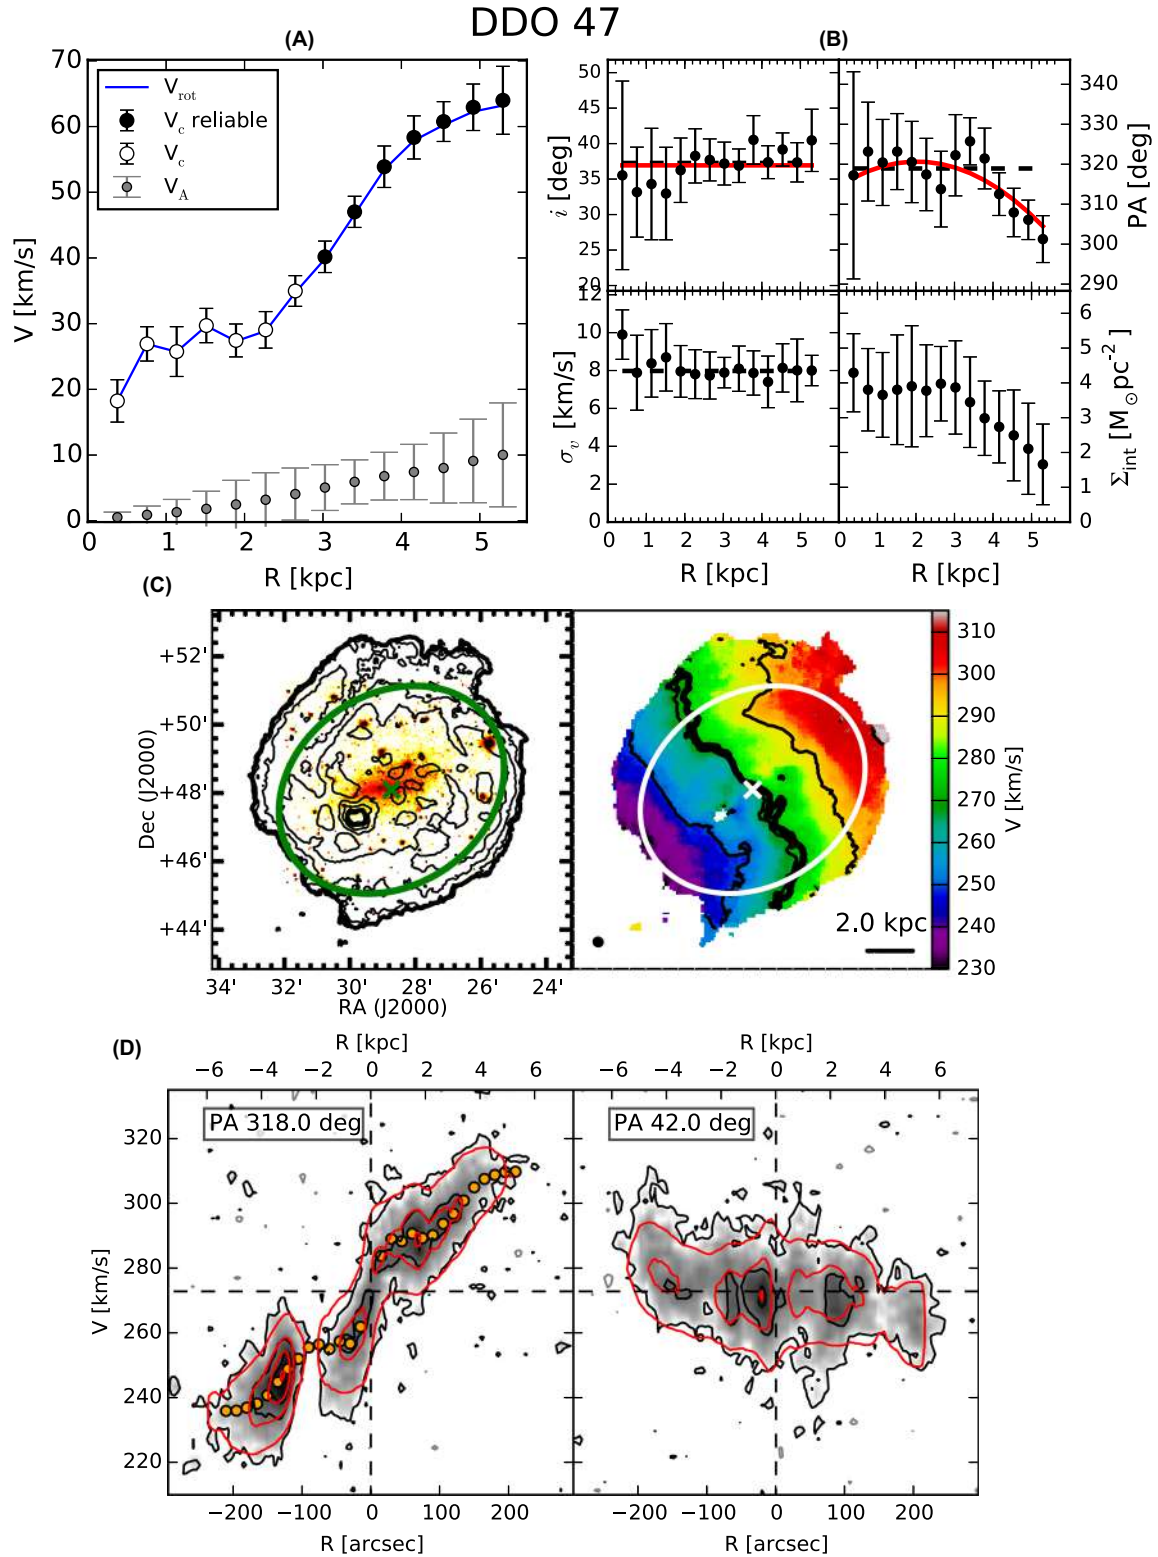 DDO 47
(A)
(B)
70
60
50
40
30
20
10
0
V [km/s]
V_rot
V_c reliable
V_c
V_A
0 1 2 3 4 5
R [kpc]
50
45
40
35
30
25
20
i [deg]
340
330
320
310
300
290
PA [deg]
12
10
8
6
4
2
0
σ_v [km/s]
6
5
4
3
2
1
0
Σ_int [M_⊙pc^-2]
0 1 2 3 4 5
R [kpc]
0 1 2 3 4 5
R [kpc]
(C)
+52'
+50'
+48'
+46'
+44'
Dec (J2000)
34' 32' 30' 28' 26' 24'
RA (J2000)
2.0 kpc
310
300
290
280
270
260
250
240
230
V [km/s]
(D)
R [kpc]
−6 −4 −2 0 2 4 6
R [kpc]
−6 −4 −2 0 2 4 6
PA 318.0 deg
PA 42.0 deg
320
300
280
260
240
220
V [km/s]
−200 −100 0 100 200
R [arcsec]
−200 −100 0 100 200
R [arcsec]